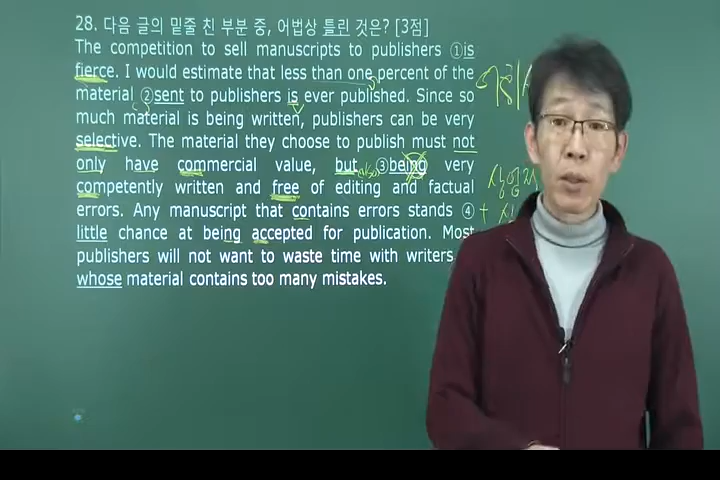 28. 다음 글의 밑줄 친 부분 중, 어법상 틀린 것은? [3점]
The competition to sell manuscripts to publishers ①is
fierce. I would estimate that less than one percent of the
material ②sent to publishers is ever published. Since so
much material is being written, publishers can be very
selective. The material they choose to publish must not
only have commercial value, but ③being very
competently written and free of editing and factual
errors. Any manuscript that contains errors stands ④
little chance at being accepted for publication. Most
publishers will not want to waste time with writers
whose material contains too many mistakes.